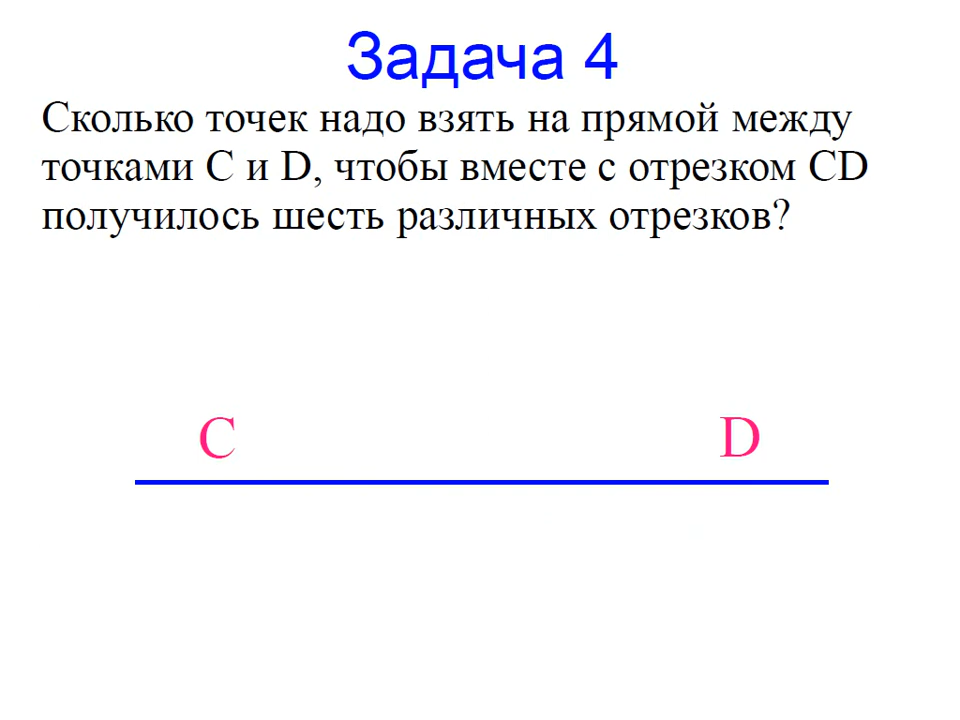 Задача 4
Сколько точек надо взять на прямой между
точками С и D, чтобы вместе с отрезком CD
получилось шесть различных отрезков?
C D